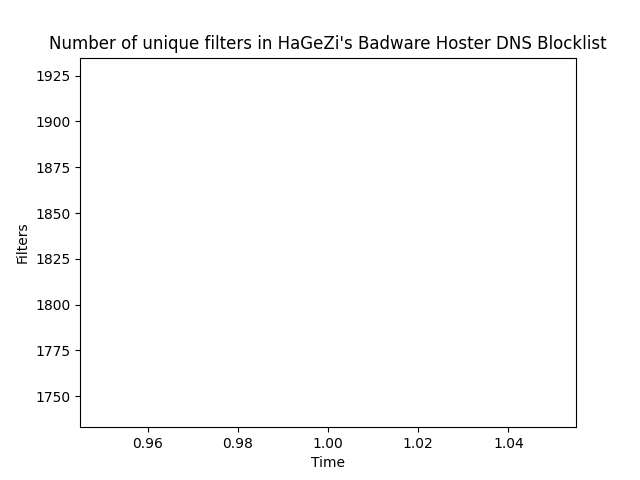 Number of unique filters in HaGeZi's Badware Hoster DNS Blocklist
1925
1900
1875
1850
1825
1800
1775
1750
Filters
0.96 0.98 1.00 1.02 1.04
Time